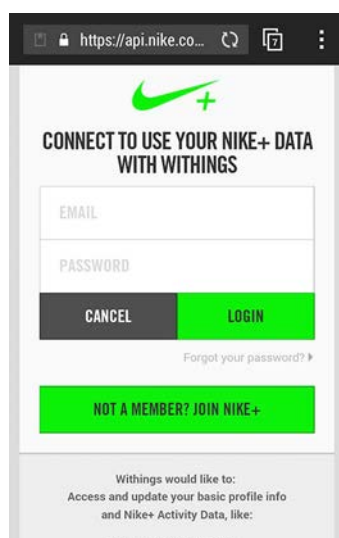 https://api.nike.co... 7
CONNECT TO USE YOUR NIKE+ DATA
WITH WITHINGS
EMAIL
PASSWORD
CANCEL LOGIN
Forgot your password?
NOT A MEMBER? JOIN NIKE+
Withings would like to:
Access and update your basic profile info
and Nike+ Activity Data, like: